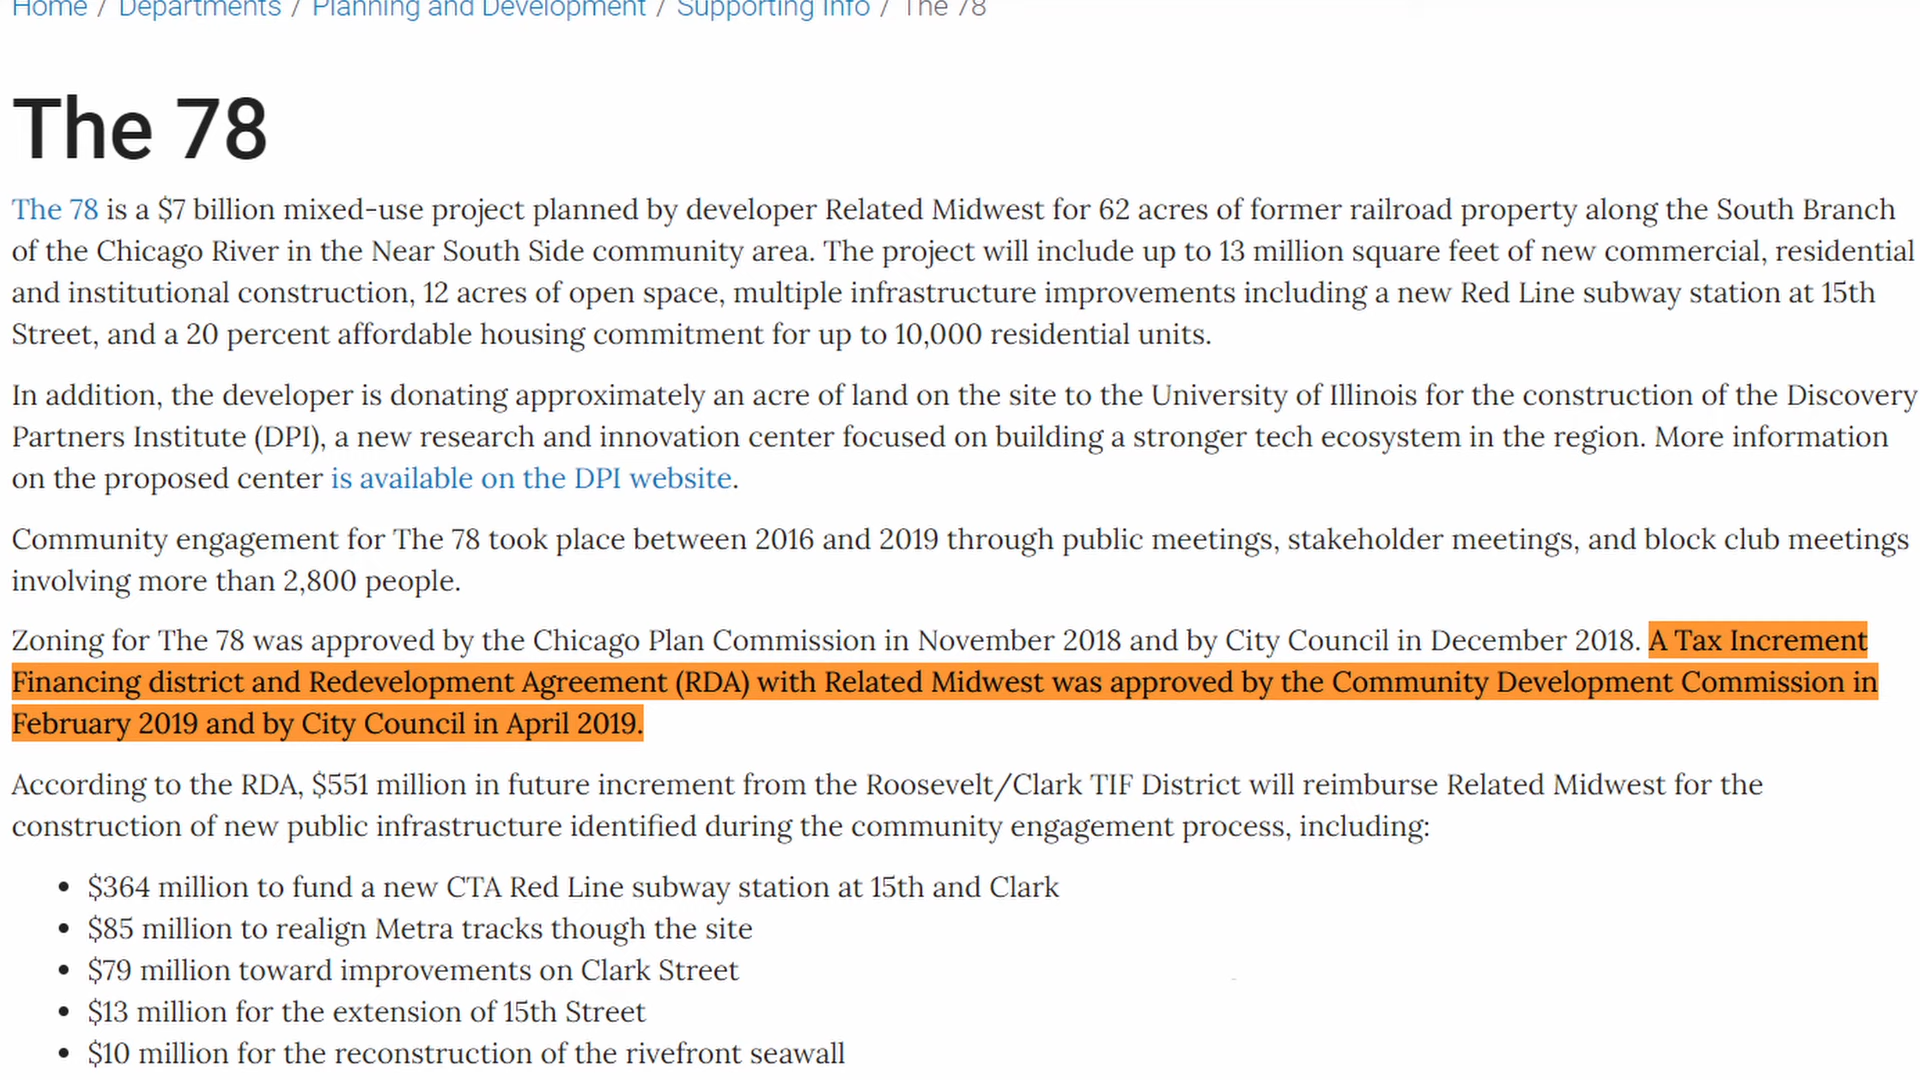 Home / Departments / Planning and Development / Supporting Info / The 78
The 78
The 78 is a $7 billion mixed-use project planned by developer Related Midwest for 62 acres of former railroad property along the South Branch
of the Chicago River in the Near South Side community area. The project will include up to 13 million square feet of new commercial, residential
and institutional construction, 12 acres of open space, multiple infrastructure improvements including a new Red Line subway station at 15th
Street, and a 20 percent affordable housing commitment for up to 10,000 residential units.
In addition, the developer is donating approximately an acre of land on the site to the University of Illinois for the construction of the Discovery
Partners Institute (DPI), a new research and innovation center focused on building a stronger tech ecosystem in the region. More information
on the proposed center is available on the DPI website.
Community engagement for The 78 took place between 2016 and 2019 through public meetings, stakeholder meetings, and block club meetings
involving more than 2,800 people.
Zoning for The 78 was approved by the Chicago Plan Commission in November 2018 and by City Council in December 2018. A Tax Increment
Financing district and Redevelopment Agreement (RDA) with Related Midwest was approved by the Community Development Commission in
February 2019 and by City Council in April 2019.
According to the RDA, $551 million in future increment from the Roosevelt/Clark TIF District will reimburse Related Midwest for the
construction of new public infrastructure identified during the community engagement process, including:
• $364 million to fund a new CTA Red Line subway station at 15th and Clark
• $85 million to realign Metra tracks though the site
• $79 million toward improvements on Clark Street
• $13 million for the extension of 15th Street
• $10 million for the reconstruction of the rivefront seawall